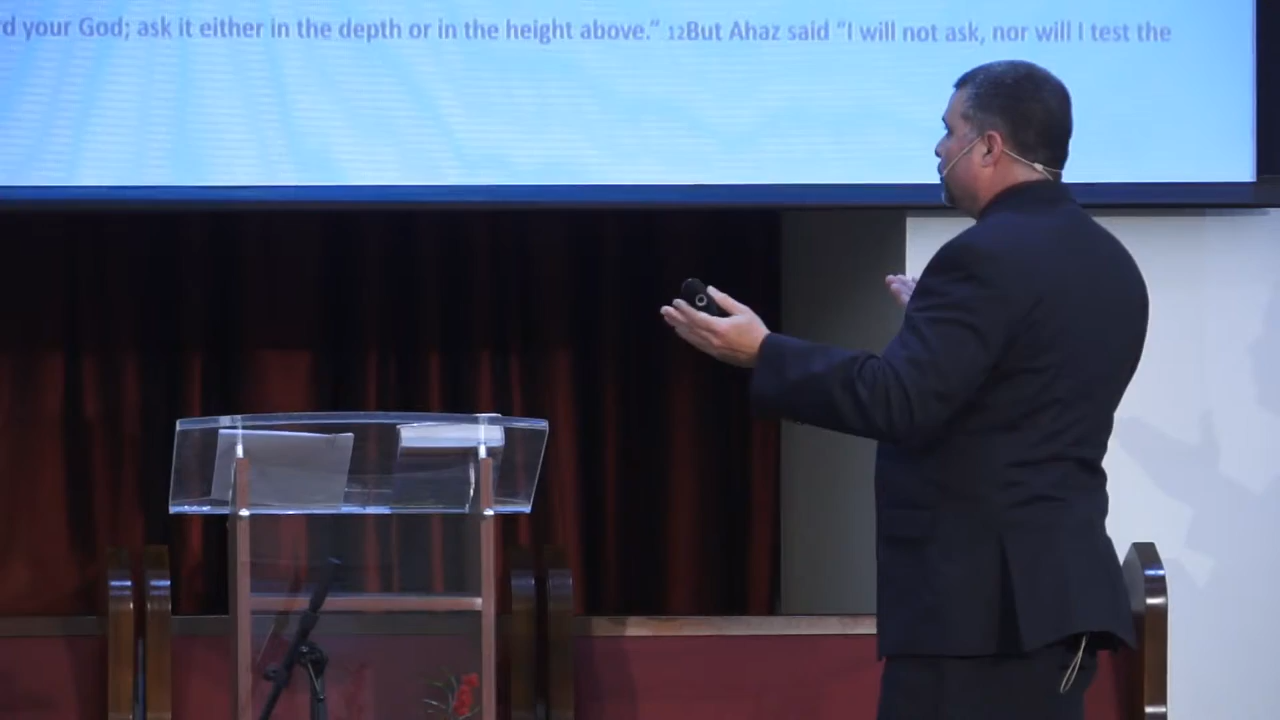 rd your God; ask it either in the depth or in the height above.” 12But Ahaz said “I will not ask, nor will I test the